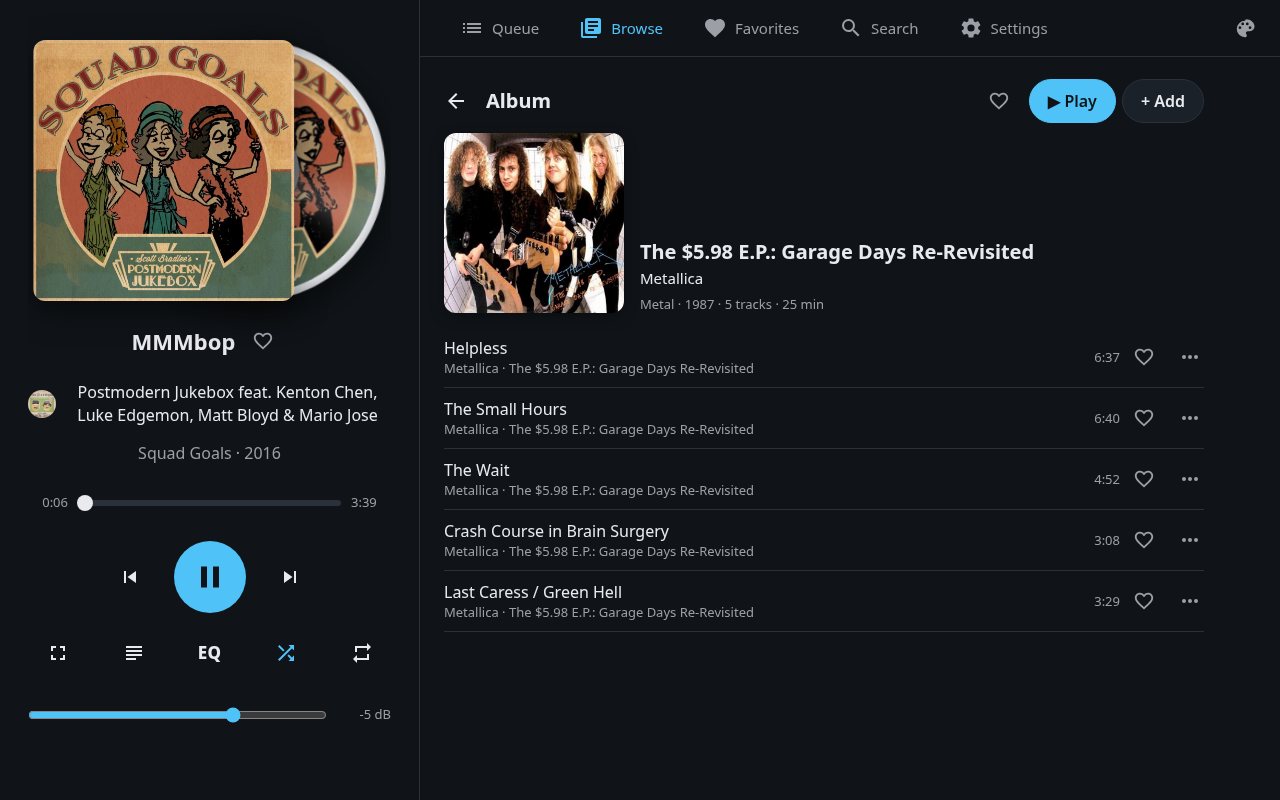 SQUAD GOALS
Scott Bradlee's
POSTMODERN
JUKEBOX
MMMbop
Postmodern Jukebox feat. Kenton Chen,
Luke Edgemon, Matt Bloyd & Mario Jose
Squad Goals · 2016
0:06
3:39
EQ
-5 dB
Queue
Browse
Favorites
Search
Settings
Album
▶ Play
+ Add
METALLICA
The $5.98 E.P.: Garage Days Re-Revisited
Metallica
Metal · 1987 · 5 tracks · 25 min
Helpless
Metallica · The $5.98 E.P.: Garage Days Re-Revisited
6:37
The Small Hours
Metallica · The $5.98 E.P.: Garage Days Re-Revisited
6:40
The Wait
Metallica · The $5.98 E.P.: Garage Days Re-Revisited
4:52
Crash Course in Brain Surgery
Metallica · The $5.98 E.P.: Garage Days Re-Revisited
3:08
Last Caress / Green Hell
Metallica · The $5.98 E.P.: Garage Days Re-Revisited
3:29